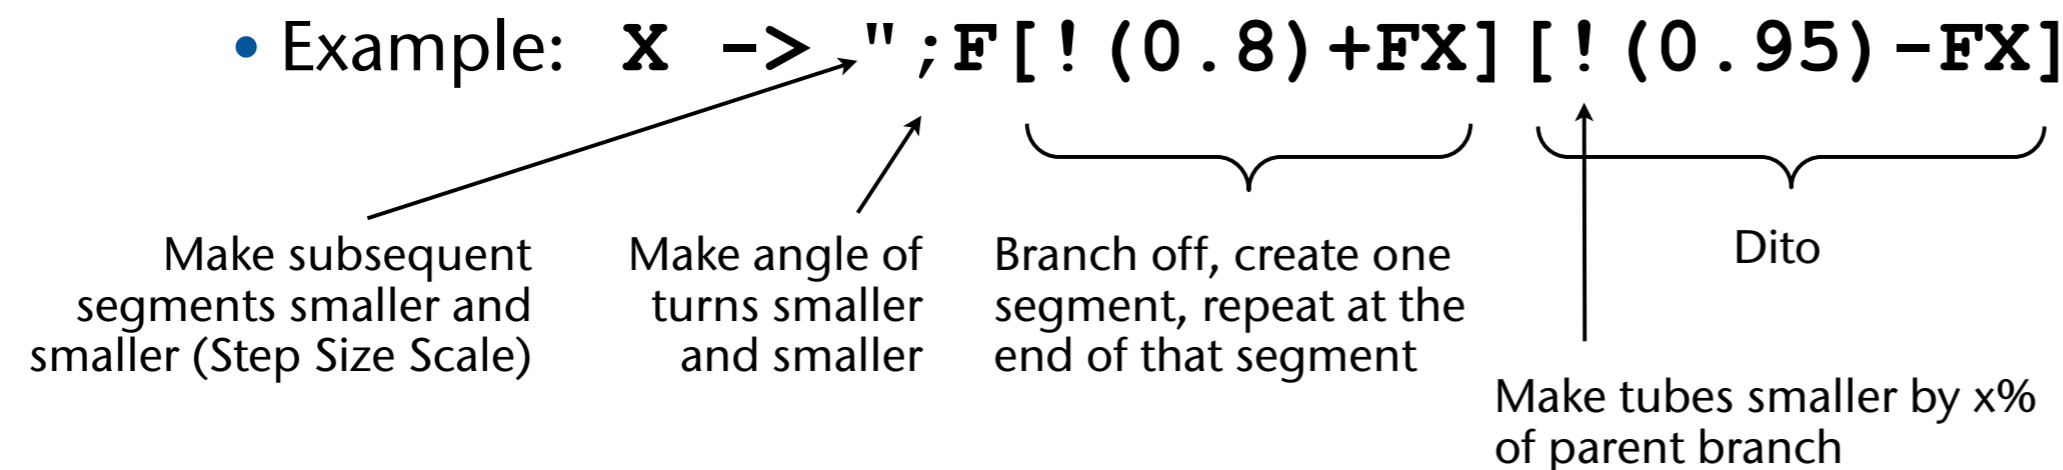 • Example: X -> ";F[!(0.8)+FX][!(0.95)-FX]
Make subsequent
segments smaller and
smaller (Step Size Scale)
Make angle of
turns smaller
and smaller
Branch off, create one
segment, repeat at the
end of that segment
Dito
Make tubes smaller by x%
of parent branch